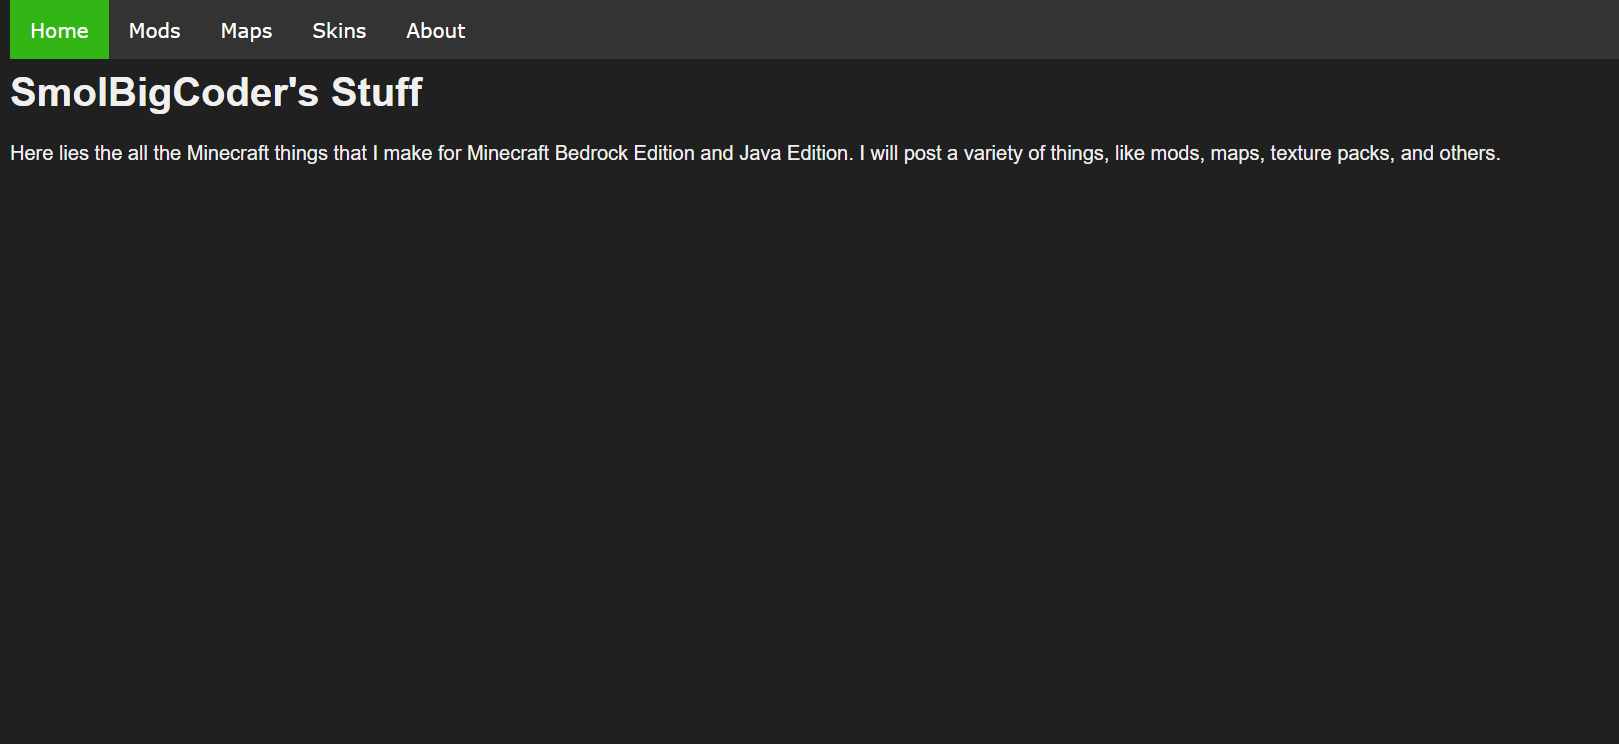 Home Mods Maps Skins About
SmolBigCoder's Stuff
Here lies the all the Minecraft things that I make for Minecraft Bedrock Edition and Java Edition. I will post a variety of things, like mods, maps, texture packs, and others.